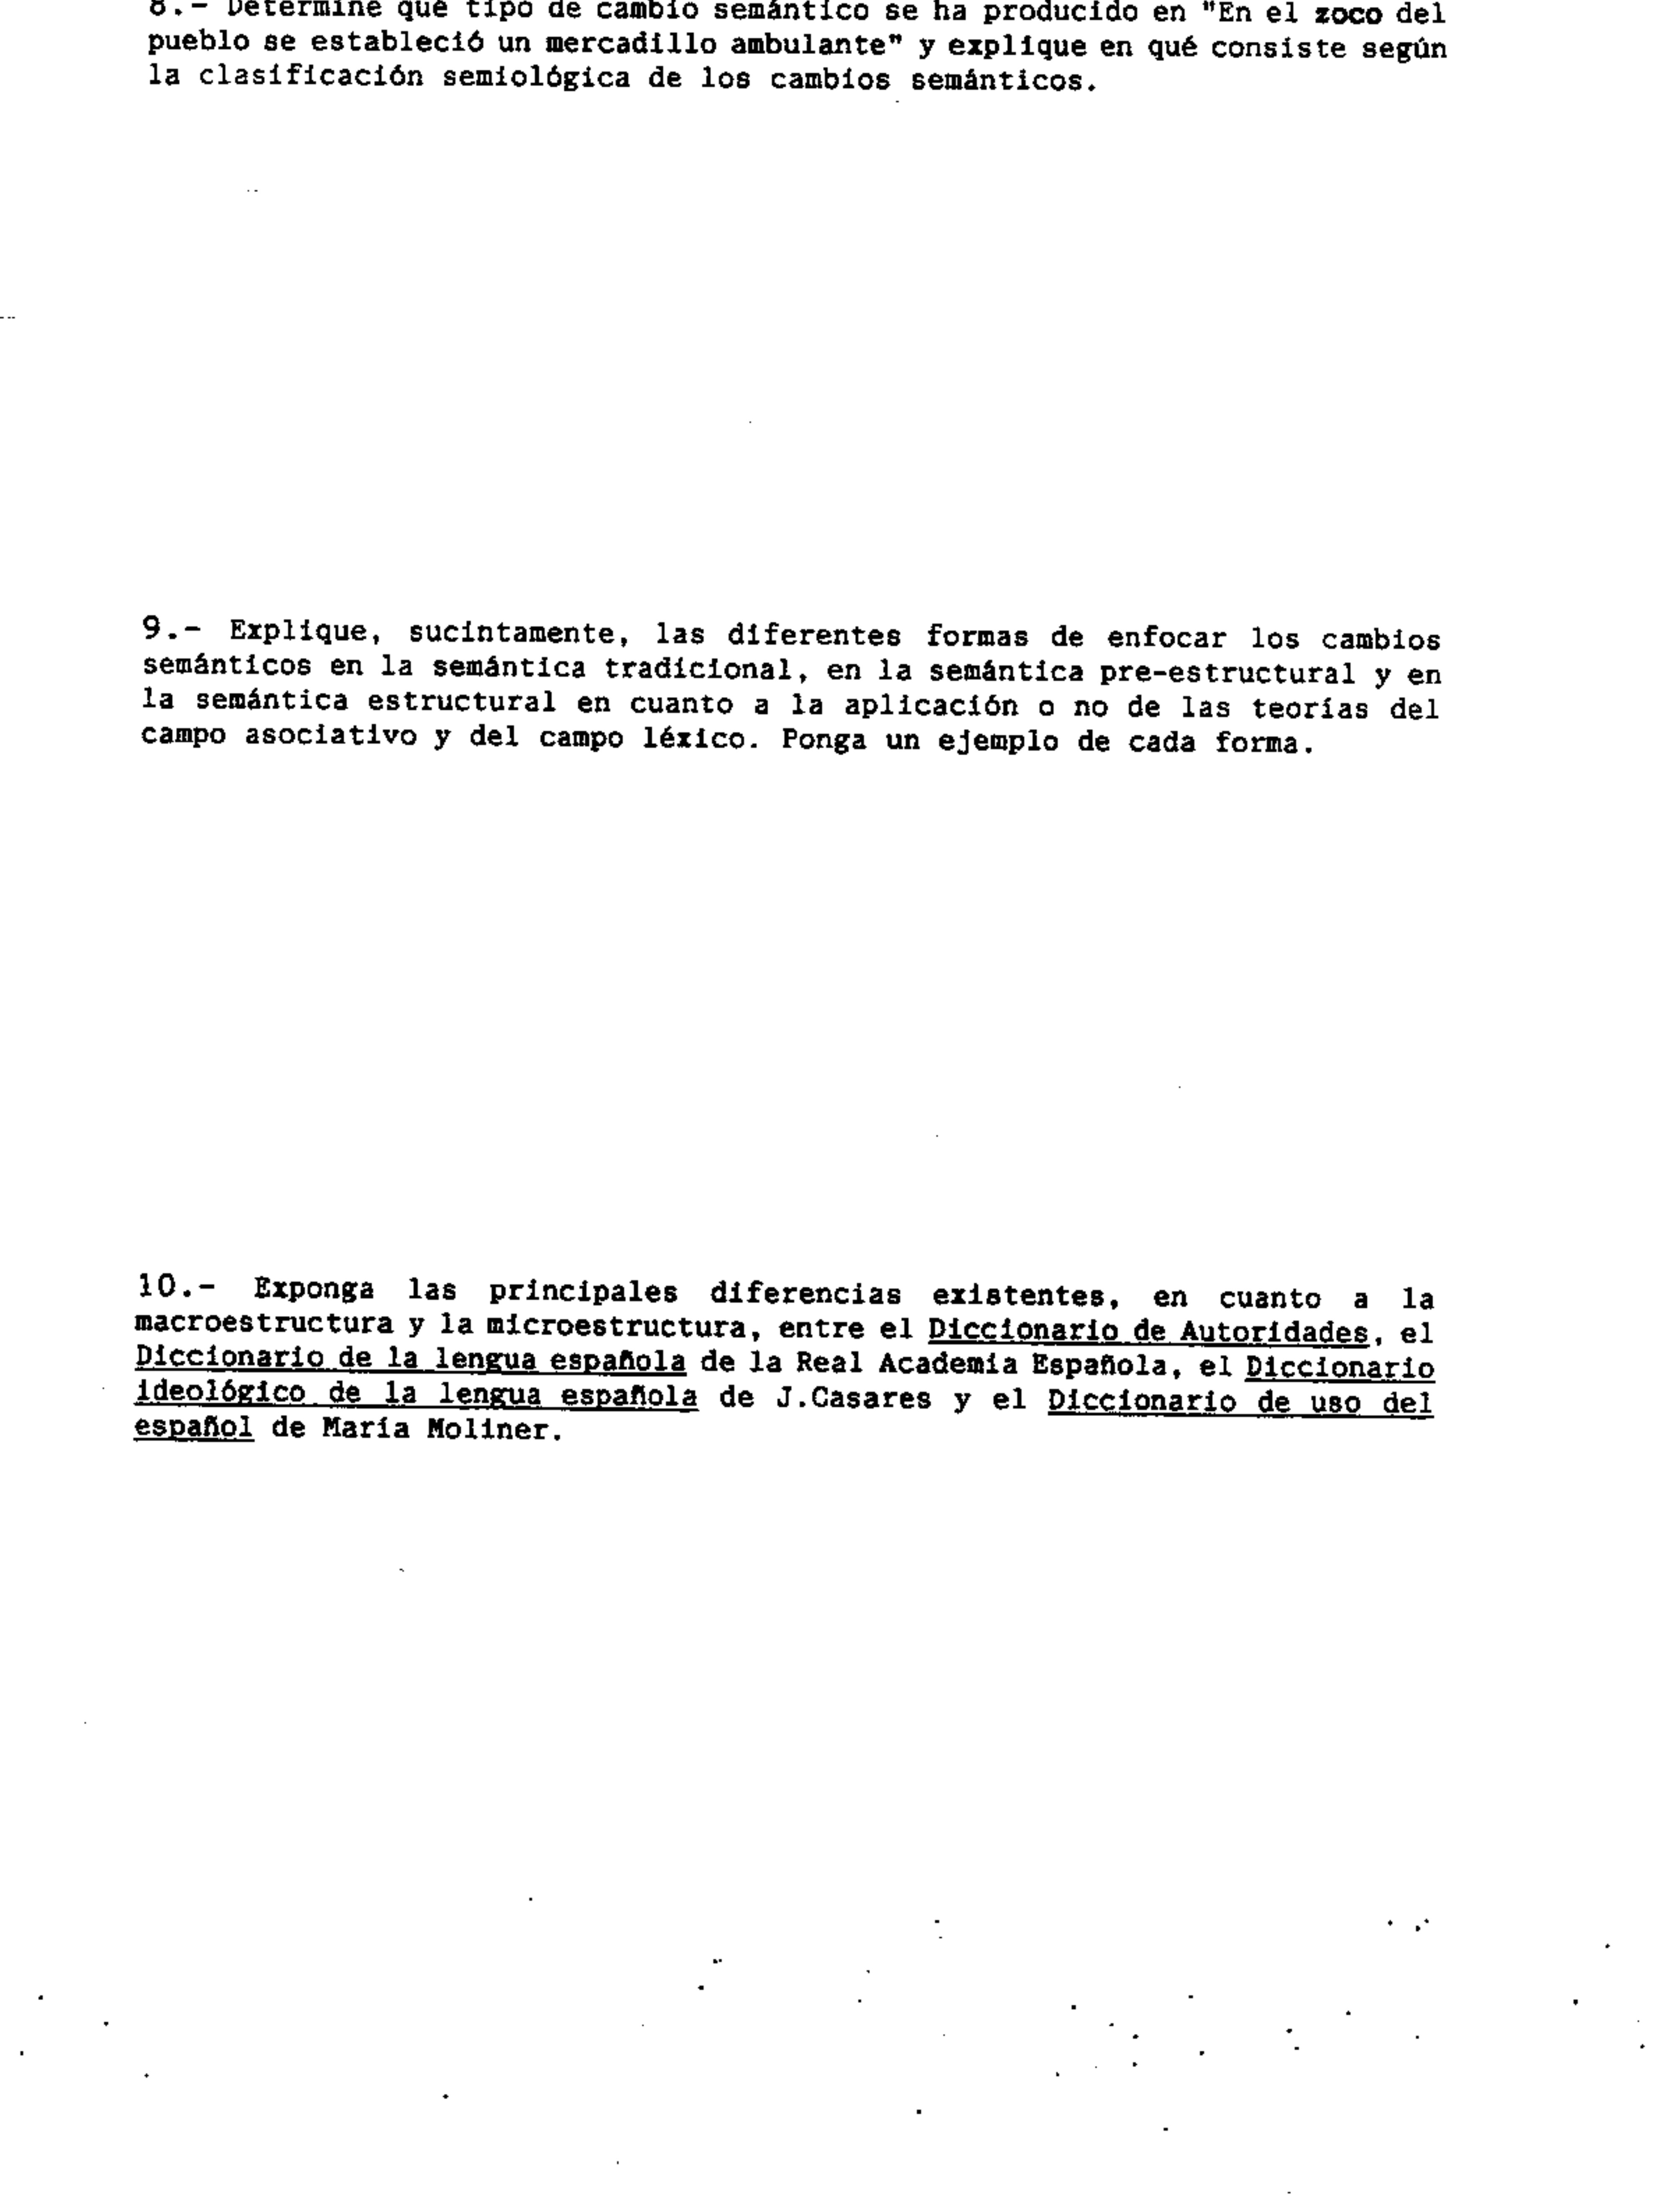 8.- Determine qué tipo de cambio semántico se ha producido en "En el zoco del
pueblo se estableció un mercadillo ambulante" y explique en qué consiste según
la clasificación semiológica de los cambios semánticos.
9.- Explique, sucintamente, las diferentes formas de enfocar los cambios
semánticos en la semántica tradicional, en la semántica pre-estructural y en
la semántica estructural en cuanto a la aplicación o no de las teorías del
campo asociativo y del campo léxico. Ponga un ejemplo de cada forma.
10.- Exponga las principales diferencias existentes, en cuanto a la
macroestructura y la microestructura, entre el Diccionario de Autoridades, el
Diccionario de la lengua española de la Real Academia Española, el Diccionario
ideológico de la lengua española de J.Casares y el Diccionario de uso del
español de María Moliner.